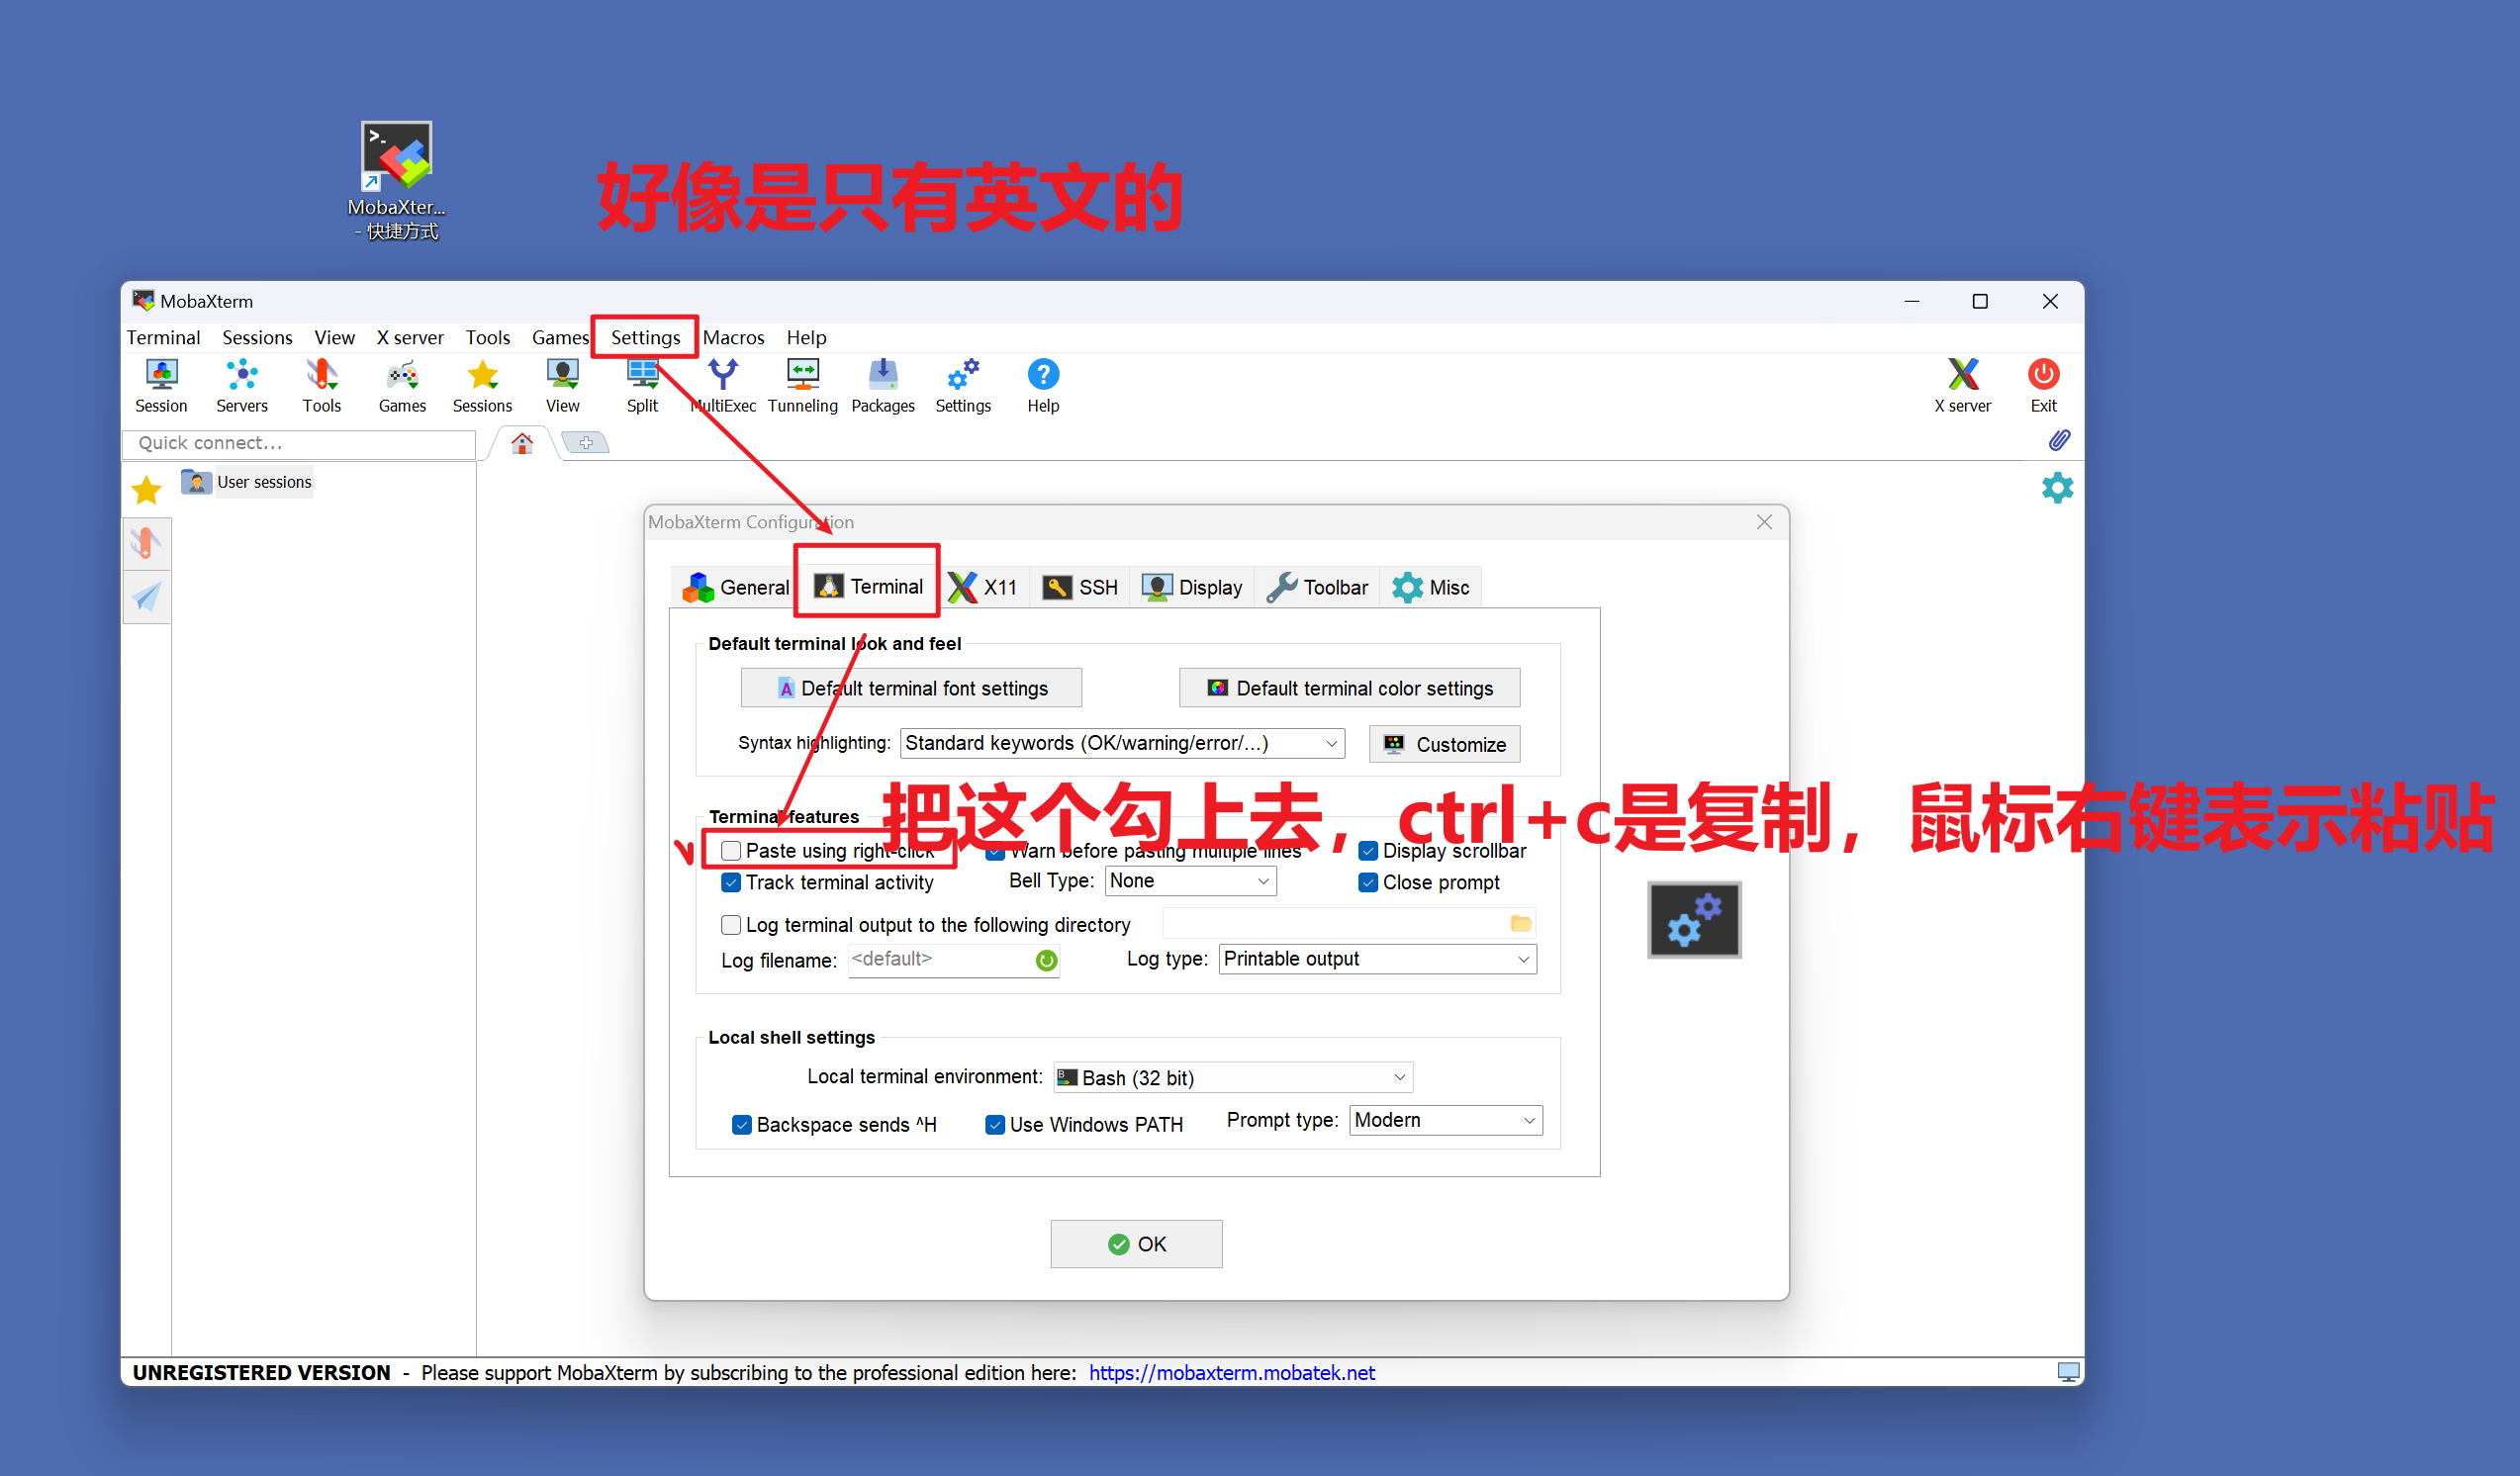 MobaXter...
- 快捷方式
好像是只有英文的
MobaXterm
Terminal Sessions View X server Tools Games Settings Macros Help
Session Servers Tools Games Sessions View Split MultiExec Tunneling Packages Settings Help X server Exit
Quick connect...
User sessions
MobaXterm Configuration
General Terminal X11 SSH Display Toolbar Misc
Default terminal look and feel
Default terminal font settings Default terminal color settings
Syntax highlighting: Standard keywords (OK/warning/error/...) Customize
把这个勾上去，ctrl+c是复制，鼠标右键表示粘贴
Terminal features
Paste using right-click Warn before pasting multiple lines Display scrollbar
Track terminal activity Bell Type: None Close prompt
Log terminal output to the following directory
Log filename: <default> Log type: Printable output
Local shell settings
Local terminal environment: Bash (32 bit)
Backspace sends ^H Use Windows PATH Prompt type: Modern
OK
UNREGISTERED VERSION - Please support MobaXterm by subscribing to the professional edition here: https://mobaxterm.mobatek.net